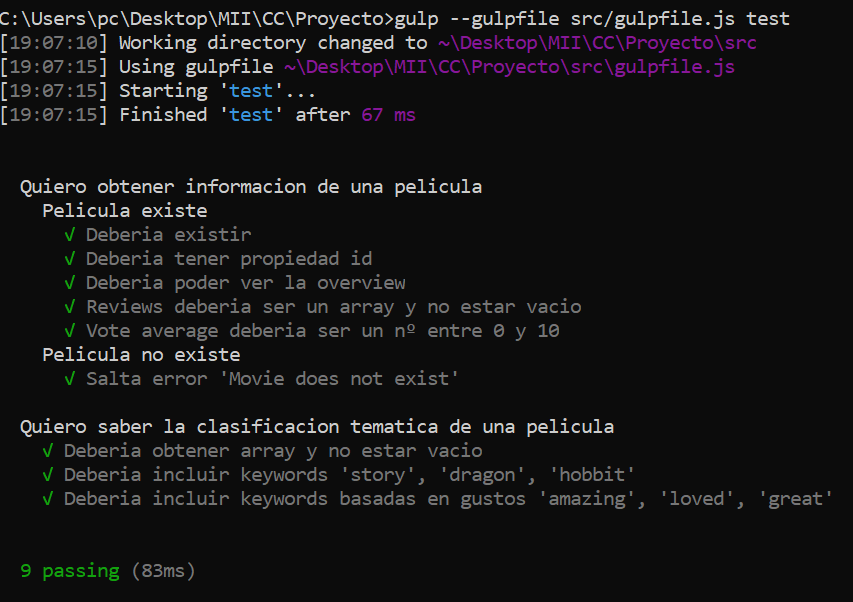 C:\Users\pc\Desktop\MII\CC\Proyecto>gulp --gulpfile src/gulpfile.js test
[19:07:10] Working directory changed to ~\Desktop\MII\CC\Proyecto\src
[19:07:15] Using gulpfile ~\Desktop\MII\CC\Proyecto\src\gulpfile.js
[19:07:15] Starting 'test'...
[19:07:15] Finished 'test' after 67 ms
Quiero obtener informacion de una pelicula
Pelicula existe
√ Deberia existir
√ Deberia tener propiedad id
√ Deberia poder ver la overview
√ Reviews deberia ser un array y no estar vacio
√ Vote average deberia ser un nº entre 0 y 10
Pelicula no existe
√ Salta error 'Movie does not exist'
Quiero saber la clasificacion tematica de una pelicula
√ Deberia obtener array y no estar vacio
√ Deberia incluir keywords 'story', 'dragon', 'hobbit'
√ Deberia incluir keywords basadas en gustos 'amazing', 'loved', 'great'
9 passing (83ms)